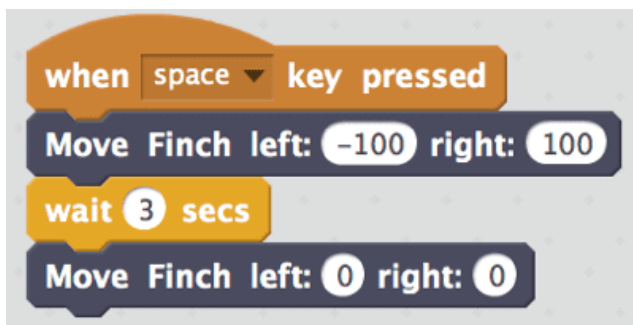 when space key pressed
Move Finch left: -100 right: 100
wait 3 secs
Move Finch left: 0 right: 0